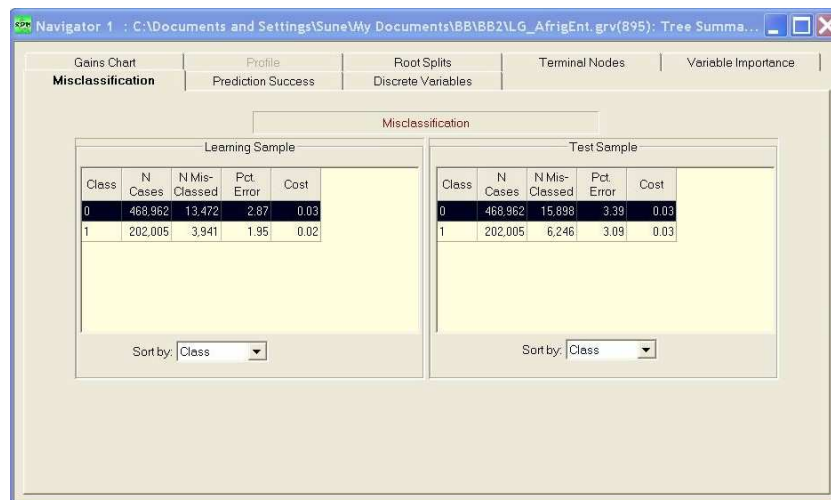 Navigator 1 : C:\Documents and Settings\Sune\My Documents\BB\BB2\LG_AfrigEnt.grv(895): Tree Summa...
Gains Chart Profile Root Splits Terminal Nodes Variable Importance
Misclassification Prediction Success Discrete Variables
Misclassification
Learning Sample
Class N Cases N Mis-Classed Pct. Error Cost
0 468,962 13,472 2.87 0.03
1 202,005 3,941 1.95 0.02
Sort by: Class
Test Sample
Class N Cases N Mis-Classed Pct. Error Cost
0 468,962 15,898 3.39 0.03
1 202,005 6,246 3.09 0.03
Sort by: Class